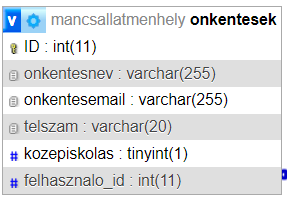 v mancsallatmenhely onkentesek
ID : int(11)
onkentesnev : varchar(255)
onkentesemail : varchar(255)
telszam : varchar(20)
# kozepiskolas : tinyint(1)
# felhasznalo_id : int(11)